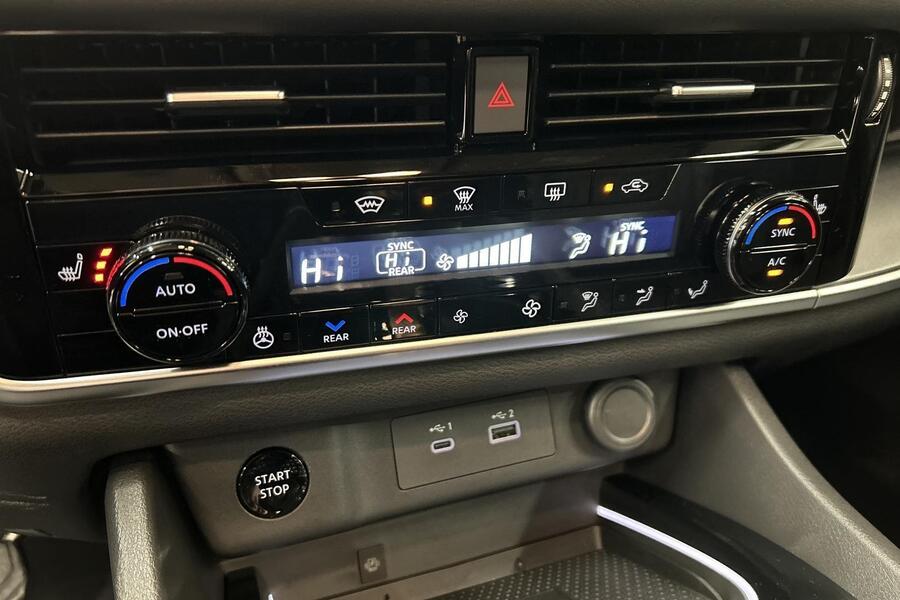 MAX
SYNC
Hi
REAR
Hi
SYNC
Hi
SYNC
A/C
AUTO
ON·OFF
REAR
REAR
1
2
START
STOP